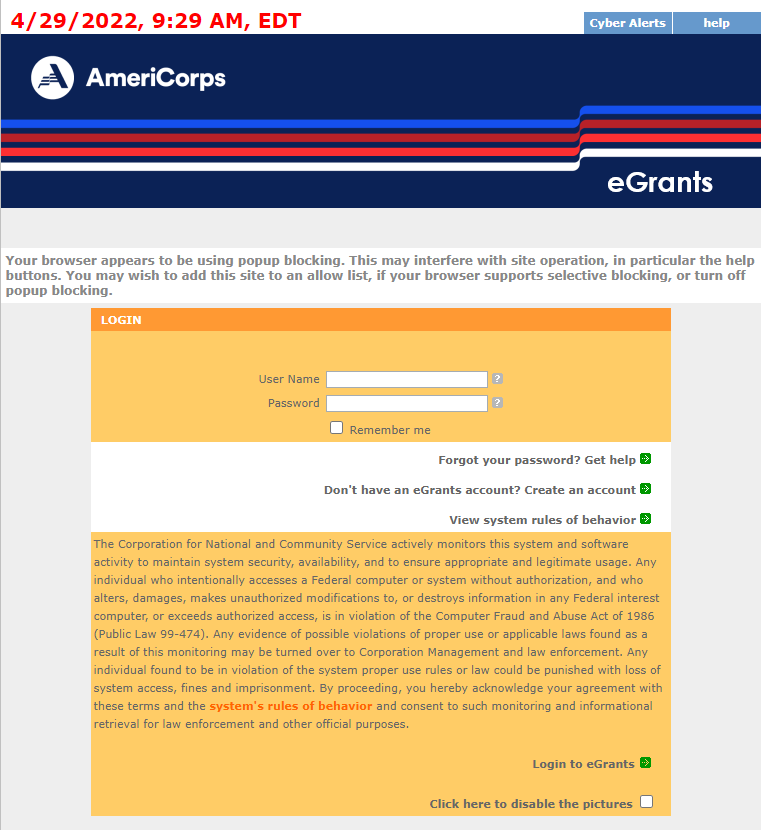 4/29/2022, 9:29 AM, EDT
Cyber Alerts help
AmeriCorps
eGrants
Your browser appears to be using popup blocking. This may interfere with site operation, in particular the help
buttons. You may wish to add this site to an allow list, if your browser supports selective blocking, or turn off
popup blocking.
LOGIN
User Name ?
Password ?
Remember me
Forgot your password? Get help
Don't have an eGrants account? Create an account
View system rules of behavior
The Corporation for National and Community Service actively monitors this system and software
activity to maintain system security, availability, and to ensure appropriate and legitimate usage. Any
individual who intentionally accesses a Federal computer or system without authorization, and who
alters, damages, makes unauthorized modifications to, or destroys information in any Federal interest
computer, or exceeds authorized access, is in violation of the Computer Fraud and Abuse Act of 1986
(Public Law 99-474). Any evidence of possible violations of proper use or applicable laws found as a
result of this monitoring may be turned over to Corporation Management and law enforcement. Any
individual found to be in violation of the system proper use rules or law could be punished with loss of
system access, fines and imprisonment. By proceeding, you hereby acknowledge your agreement with
these terms and the system's rules of behavior and consent to such monitoring and informational
retrieval for law enforcement and other official purposes.
Login to eGrants
Click here to disable the pictures